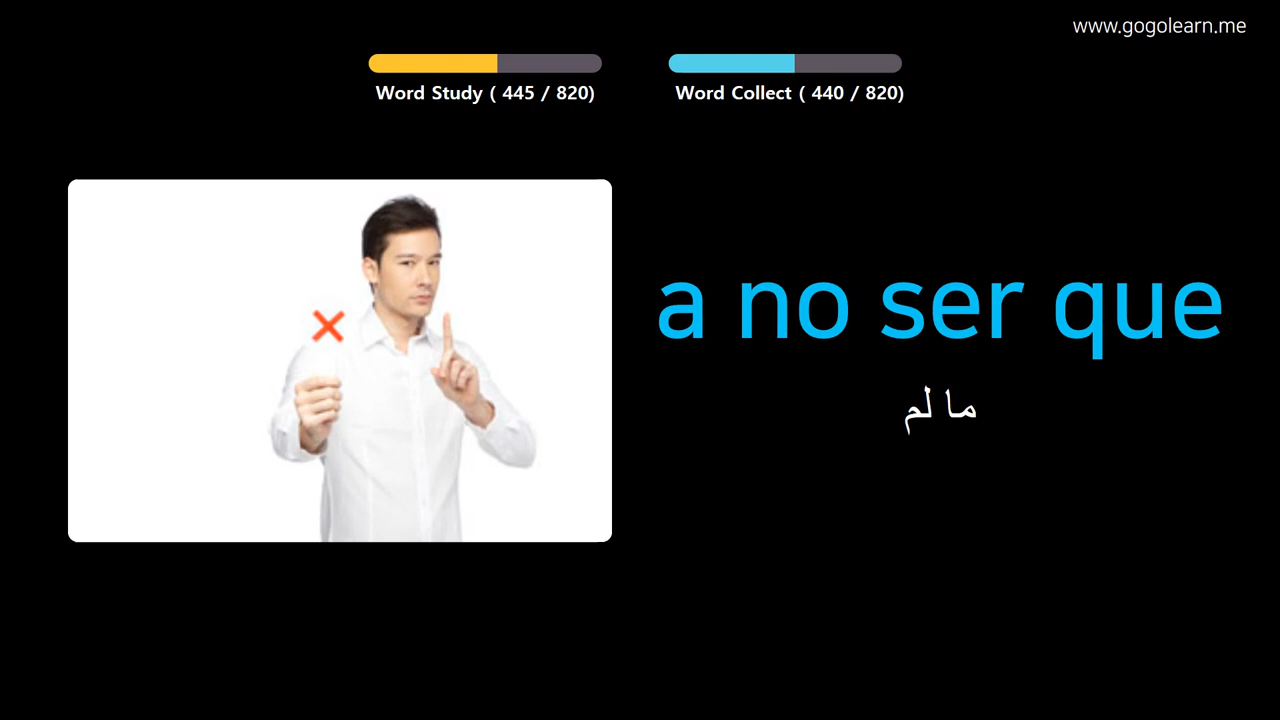 www.gogolearn.me
Word Study ( 445 / 820)
Word Collect ( 440 / 820)
a no ser que
ما لم